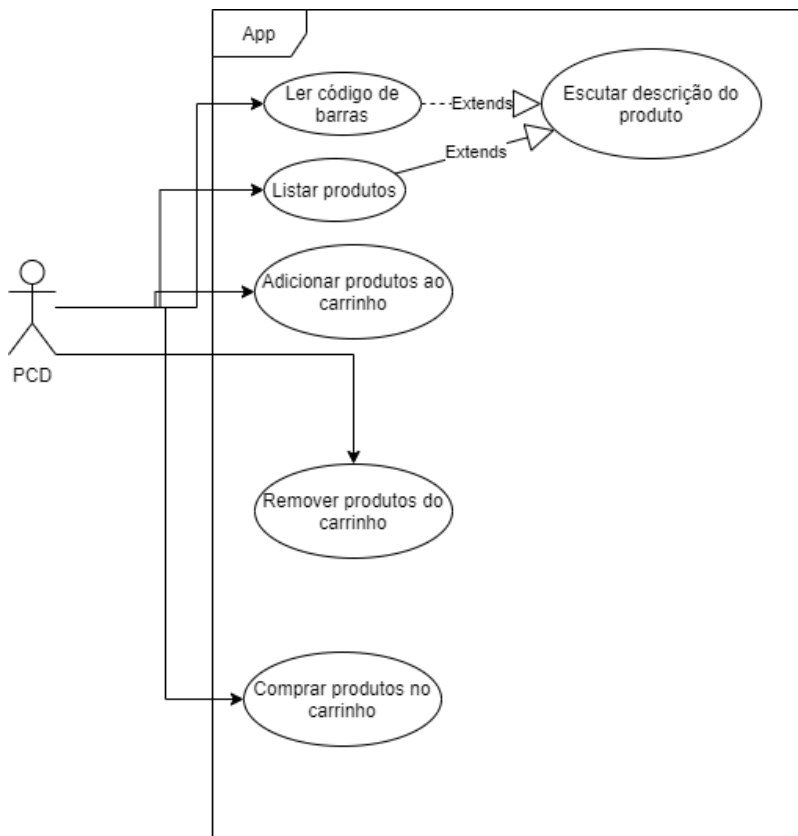 App
Ler código de
barras
Extends
Escutar descrição do
produto
Extends
Listar produtos
Adicionar produtos ao
carrinho
PCD
Remover produtos do
carrinho
Comprar produtos no
carrinho